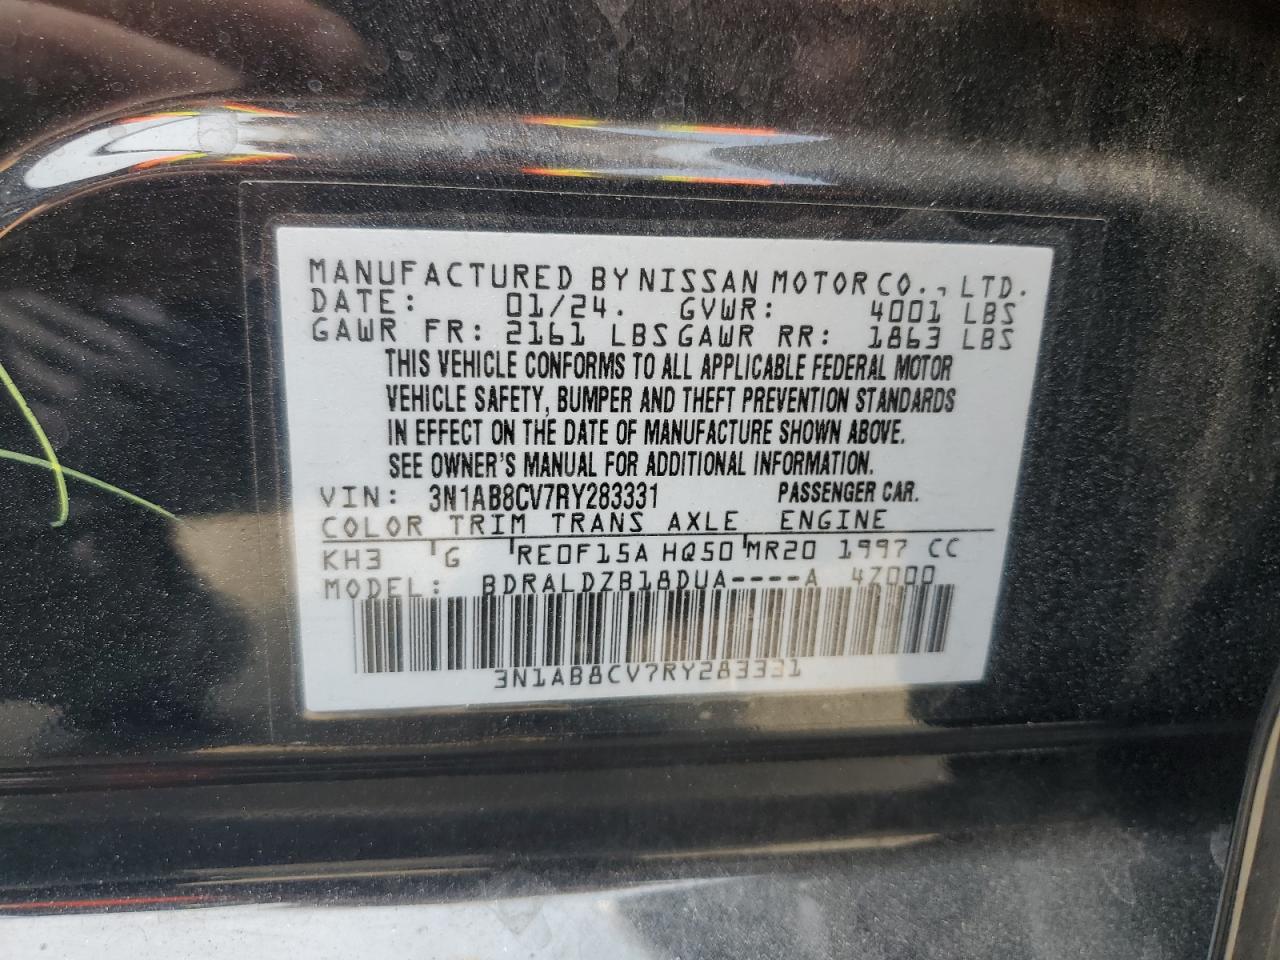 MANUFACTURED BY NISSAN MOTOR CO., LTD.
DATE: 01/24. GVWR: 4001 LBS
GAWR FR: 2161 LBS GAWR RR: 1863 LBS
THIS VEHICLE CONFORMS TO ALL APPLICABLE FEDERAL MOTOR
VEHICLE SAFETY, BUMPER AND THEFT PREVENTION STANDARDS
IN EFFECT ON THE DATE OF MANUFACTURE SHOWN ABOVE.
SEE OWNER'S MANUAL FOR ADDITIONAL INFORMATION.
VIN: 3N1AB8CV7RY283331 PASSENGER CAR.
COLOR TRIM TRANS AXLE ENGINE
KH3 G RE0F15A HQ50 MR20 1997 CC
MODEL: BDRALDZB18DUA----A 4Z000
3N1AB8CV7RY283331